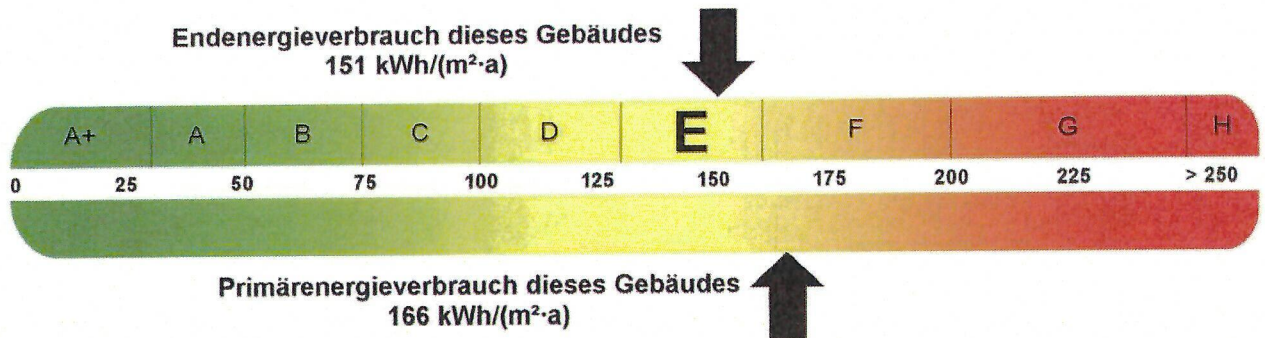 Endenergieverbrauch dieses Gebäudes
151 kWh/(m²·a)
A+ A B C D E F G H
0 25 50 75 100 125 150 175 200 225 > 250
Primärenergieverbrauch dieses Gebäudes
166 kWh/(m²·a)